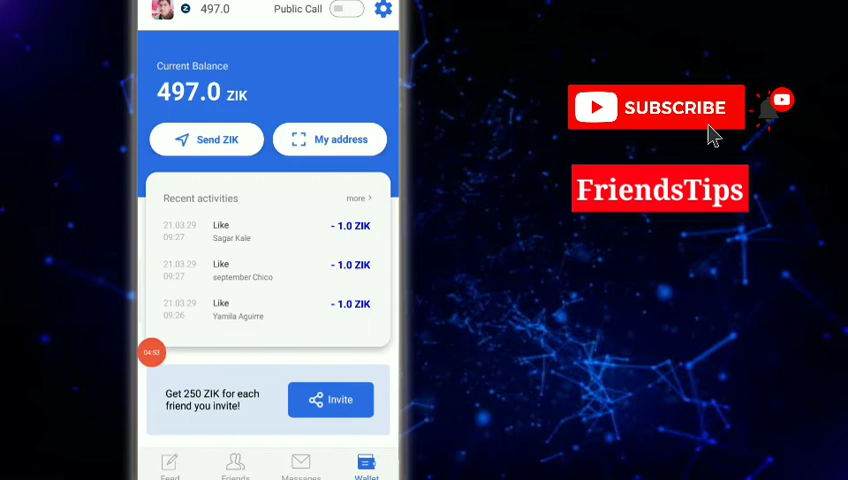 497.0
Public Call
Current Balance
497.0 ZIK
Send ZIK
My address
Recent activities
more >
21.03.29
09:27
Like
Sagar Kale
- 1.0 ZIK
21.03.29
09:27
Like
september Chico
- 1.0 ZIK
21.03.29
09:26
Like
Yamila Aguirre
- 1.0 ZIK
04:53
Get 250 ZIK for each
friend you invite!
Invite
Feed
Friends
Messages
Wallet
SUBSCRIBE
FriendsTips